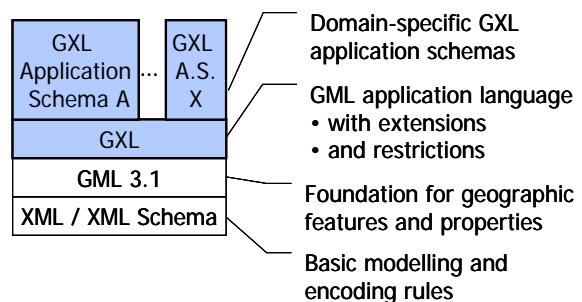 GXL
Application
Schema A
...
GXL
A.S.
X
GXL
GML 3.1
XML / XML Schema
Domain-specific GXL
application schemas
GML application language
• with extensions
• and restrictions
Foundation for geographic
features and properties
Basic modelling and
encoding rules